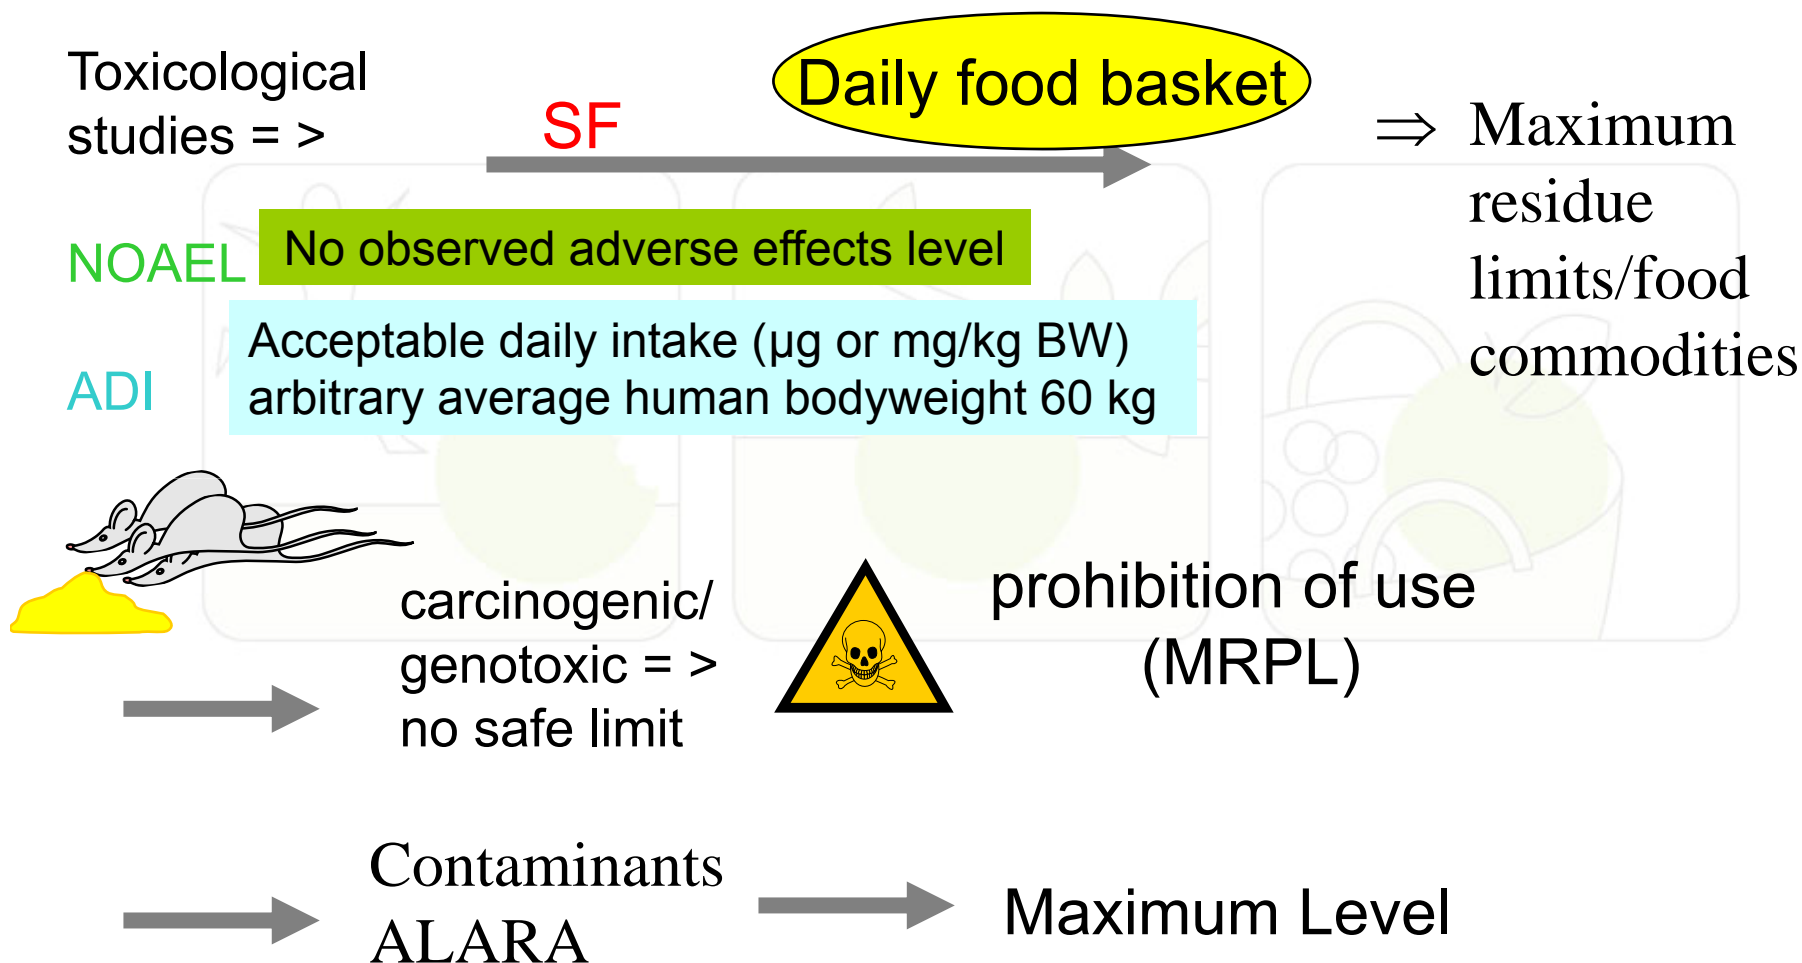 Toxicological
studies = >
SF
Daily food basket
⇒ Maximum
residue
limits/food
commodities
NOAEL
No observed adverse effects level
ADI
Acceptable daily intake (µg or mg/kg BW)
arbitrary average human bodyweight 60 kg
carcinogenic/
genotoxic = >
no safe limit
prohibition of use
(MRPL)
Contaminants
ALARA
Maximum Level